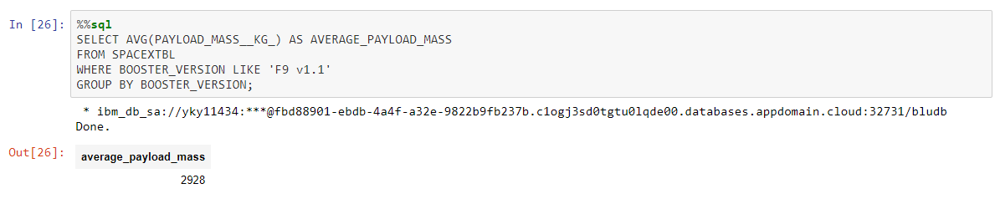 In [26]: %%sql
SELECT AVG(PAYLOAD_MASS__KG_) AS AVERAGE_PAYLOAD_MASS
FROM SPACEXTBL
WHERE BOOSTER_VERSION LIKE 'F9 v1.1'
GROUP BY BOOSTER_VERSION;
* ibm_db_sa://yky11434:***@fbd88901-ebdb-4a4f-a32e-9822b9fb237b.c1ogj3sd0tgtu0lqde00.databases.appdomain.cloud:32731/bludb
Done.
Out[26]: average_payload_mass
2928